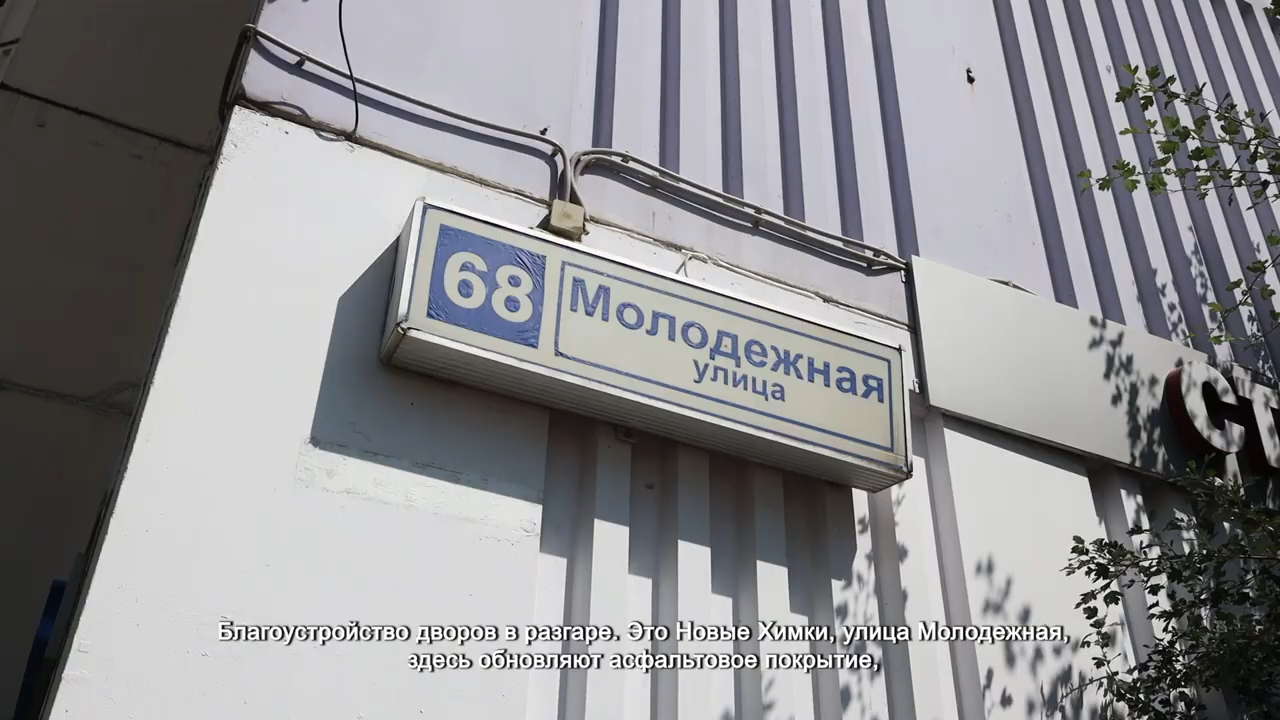 68
Молодежная
улица
Благоустройство дворов в разгаре. Это Новые Химки, улица Молодежная,
здесь обновляют асфальтовое покрытие,